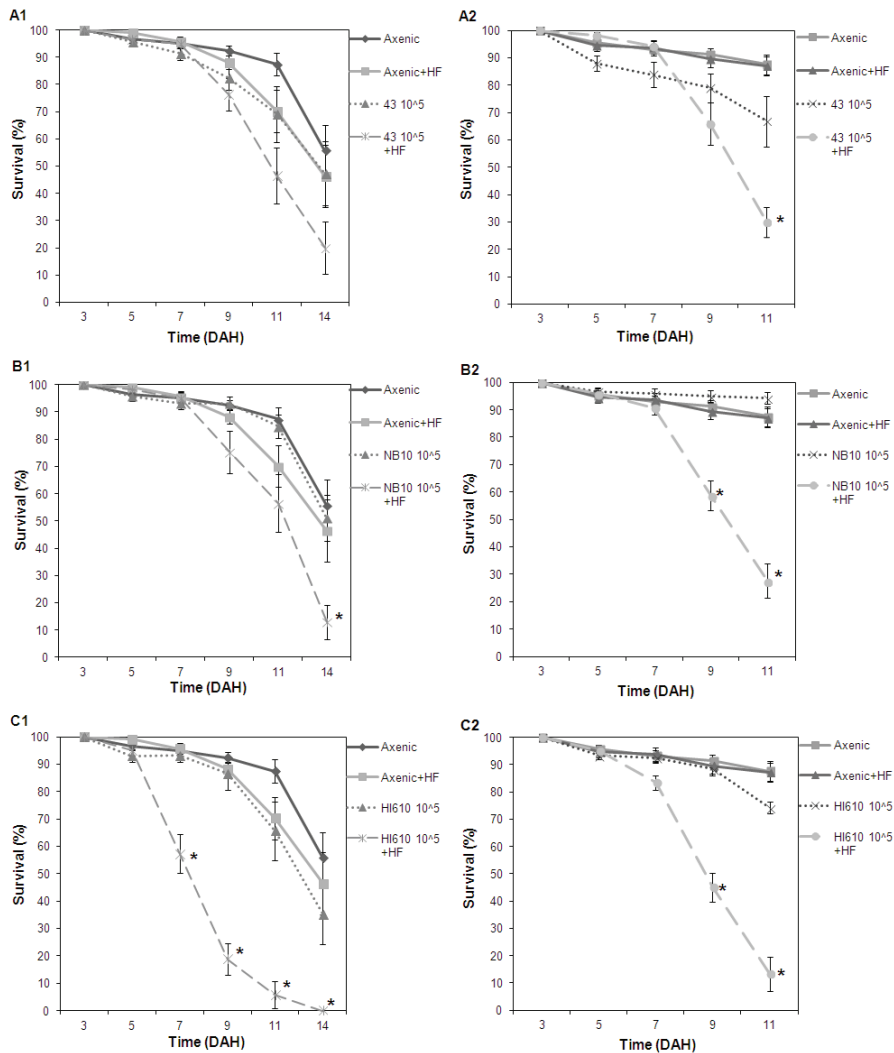 A1
Survival (%)
100
90
80
70
60
50
40
30
20
10
0
3 5 7 9 11 14
Time (DAH)
Axenic
Axenic+HF
43 10^5
43 10^5
+HF
*
A2
Survival (%)
100
90
80
70
60
50
40
30
20
10
0
3 5 7 9 11
Time (DAH)
Axenic
Axenic+HF
43 10^5
43 10^5
+HF
B1
Survival (%)
100
90
80
70
60
50
40
30
20
10
0
3 5 7 9 11 14
Time (DAH)
Axenic
Axenic+HF
NB10 10^5
NB10 10^5
+HF
*
B2
Survival (%)
100
90
80
70
60
50
40
30
20
10
0
3 5 7 9 11
Time (DAH)
Axenic
Axenic+HF
NB10 10^5
NB10 10^5
+HF
*
*
C1
Survival (%)
100
90
80
70
60
50
40
30
20
10
0
3 5 7 9 11 14
Time (DAH)
Axenic
Axenic+HF
HI610 10^5
HI610 10^5
+HF
*
*
*
*
C2
Survival (%)
100
90
80
70
60
50
40
30
20
10
0
3 5 7 9 11
Time (DAH)
Axenic
Axenic+HF
HI610 10^5
HI610 10^5
+HF
*
*